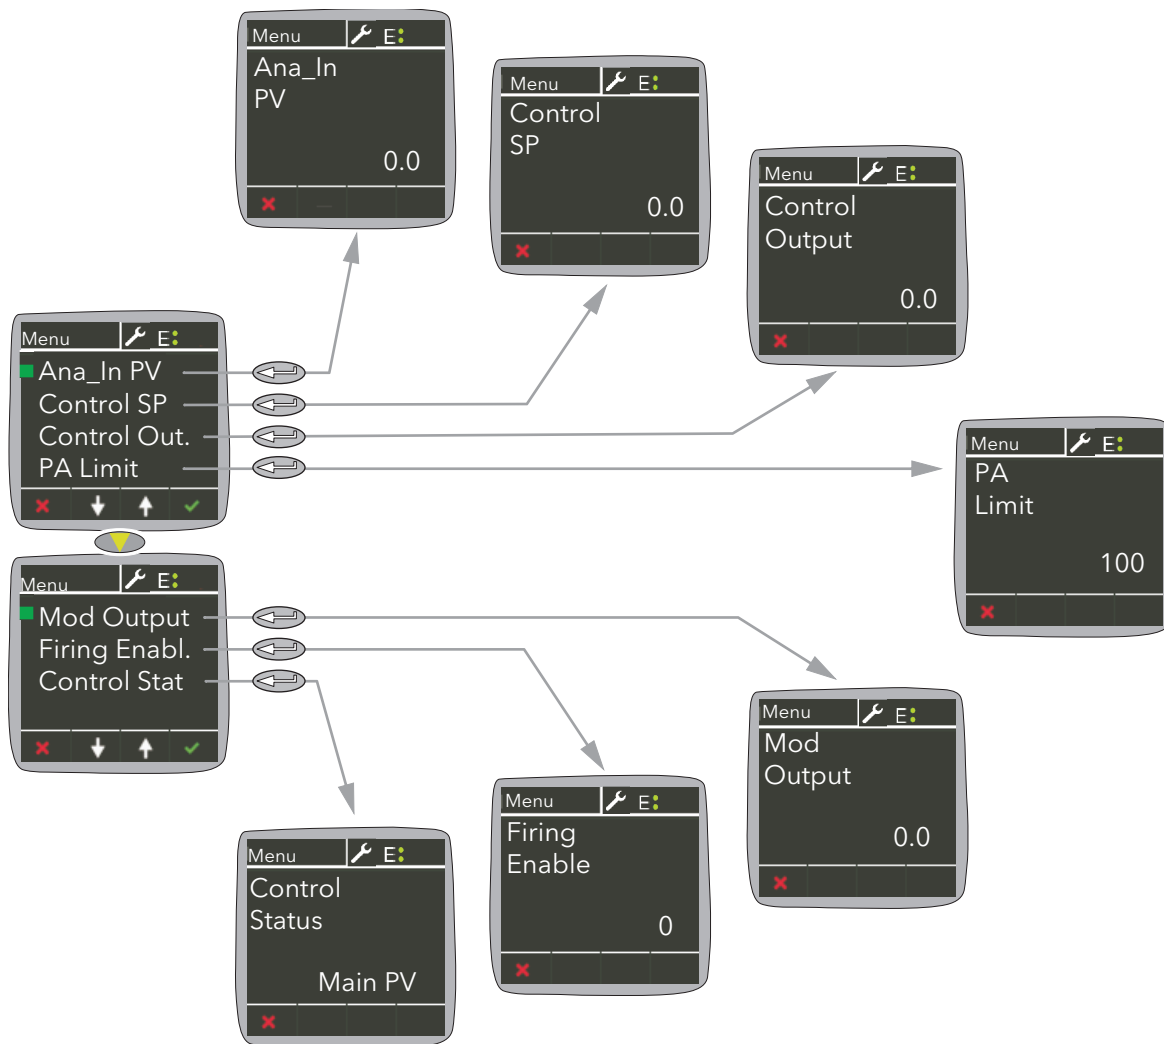 Menu E:
Ana_In
PV
0.0
Menu E:
Control
SP
0.0
Menu E:
Control
Output
0.0
Menu E:
Ana_In PV
Control SP
Control Out.
PA Limit
Menu E:
PA
Limit
100
Menu E:
Mod Output
Firing Enabl.
Control Stat
Menu E:
Mod
Output
0.0
Menu E:
Firing
Enable
0
Menu E:
Control
Status
Main PV